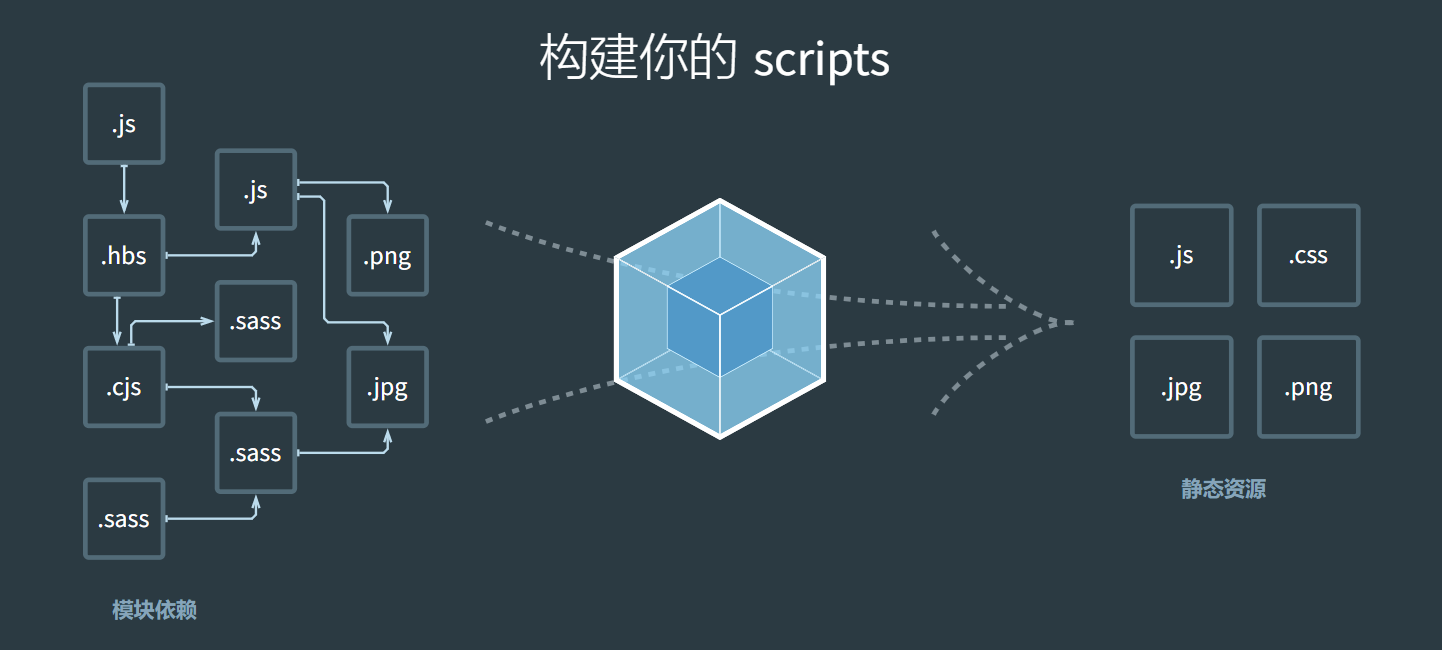 构建你的 scripts
.js
.js
.hbs
.png
.sass
.cjs
.jpg
.sass
.sass
模块依赖
.js
.css
.jpg
.png
静态资源